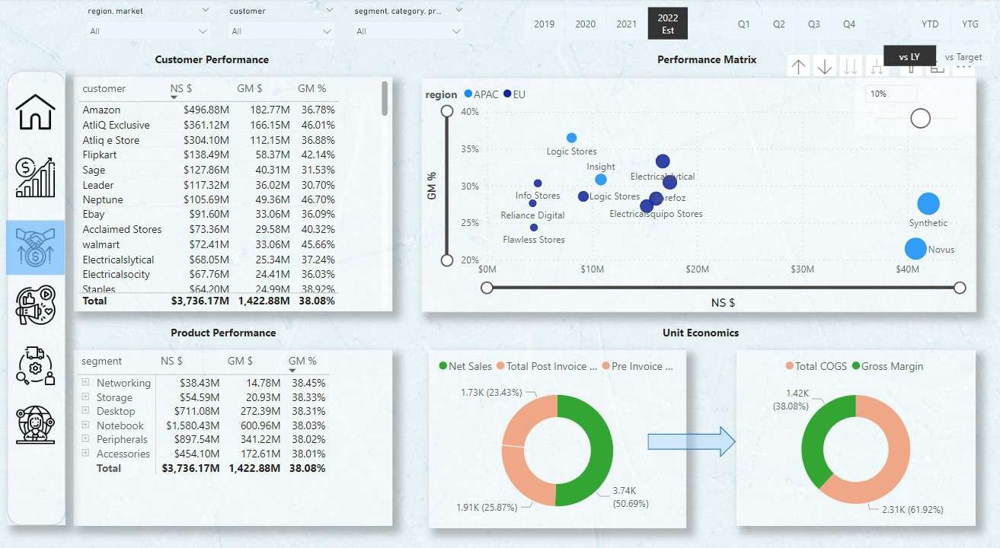 region, market
customer
segment, category, pr...
All
All
All
2019 2020 2021 2022 Est
Q1 Q2 Q3 Q4
YTD YTG
vs LY vs Target
Customer Performance
customer NS $ GM $ GM %
Amazon $496.88M 182.77M 36.78%
AtliQ Exclusive $361.12M 166.15M 46.01%
Atliq e Store $304.10M 112.15M 36.88%
Flipkart $138.49M 58.37M 42.14%
Sage $127.86M 40.31M 31.53%
Leader $117.32M 36.02M 30.70%
Neptune $105.69M 49.36M 46.70%
Ebay $91.60M 33.06M 36.09%
Acclaimed Stores $73.36M 29.58M 40.32%
walmart $72.41M 33.06M 45.66%
Electricalslytical $68.05M 25.34M 37.24%
Electricalsocity $67.76M 24.41M 36.03%
Staples $64.20M 24.99M 38.92%
Total $3,736.17M 1,422.88M 38.08%
Performance Matrix
region APAC EU
10%
40%
35%
30%
25%
20%
GM %
Logic Stores
Insight
Info Stores
Logic Stores
Reliance Digital
Flawless Stores
Synthetic
Novus
$0M $10M $20M $30M $40M
NS $
Product Performance
segment NS $ GM $ GM %
Networking $38.43M 14.78M 38.45%
Storage $54.59M 20.93M 38.33%
Desktop $711.08M 272.39M 38.31%
Notebook $1,580.43M 600.96M 38.03%
Peripherals $897.54M 341.22M 38.02%
Accessories $454.10M 172.61M 38.01%
Total $3,736.17M 1,422.88M 38.08%
Unit Economics
Net Sales Total Post Invoice ... Pre Invoice ...
1.73K (23.43%)
1.91K (25.87%)
3.74K
(50.69%)
Total COGS Gross Margin
1.42K
(38.08%)
2.31K (61.92%)